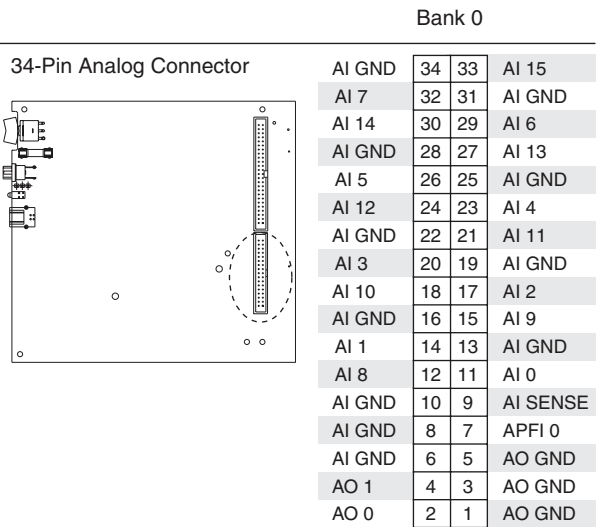 Bank 0
34-Pin Analog Connector
AI GND 34 33 AI 15
AI 7 32 31 AI GND
AI 14 30 29 AI 6
AI GND 28 27 AI 13
AI 5 26 25 AI GND
AI 12 24 23 AI 4
AI GND 22 21 AI 11
AI 3 20 19 AI GND
AI 10 18 17 AI 2
AI GND 16 15 AI 9
AI 1 14 13 AI GND
AI 8 12 11 AI 0
AI GND 10 9 AI SENSE
AI GND 8 7 APFI 0
AI GND 6 5 AO GND
AO 1 4 3 AO GND
AO 0 2 1 AO GND